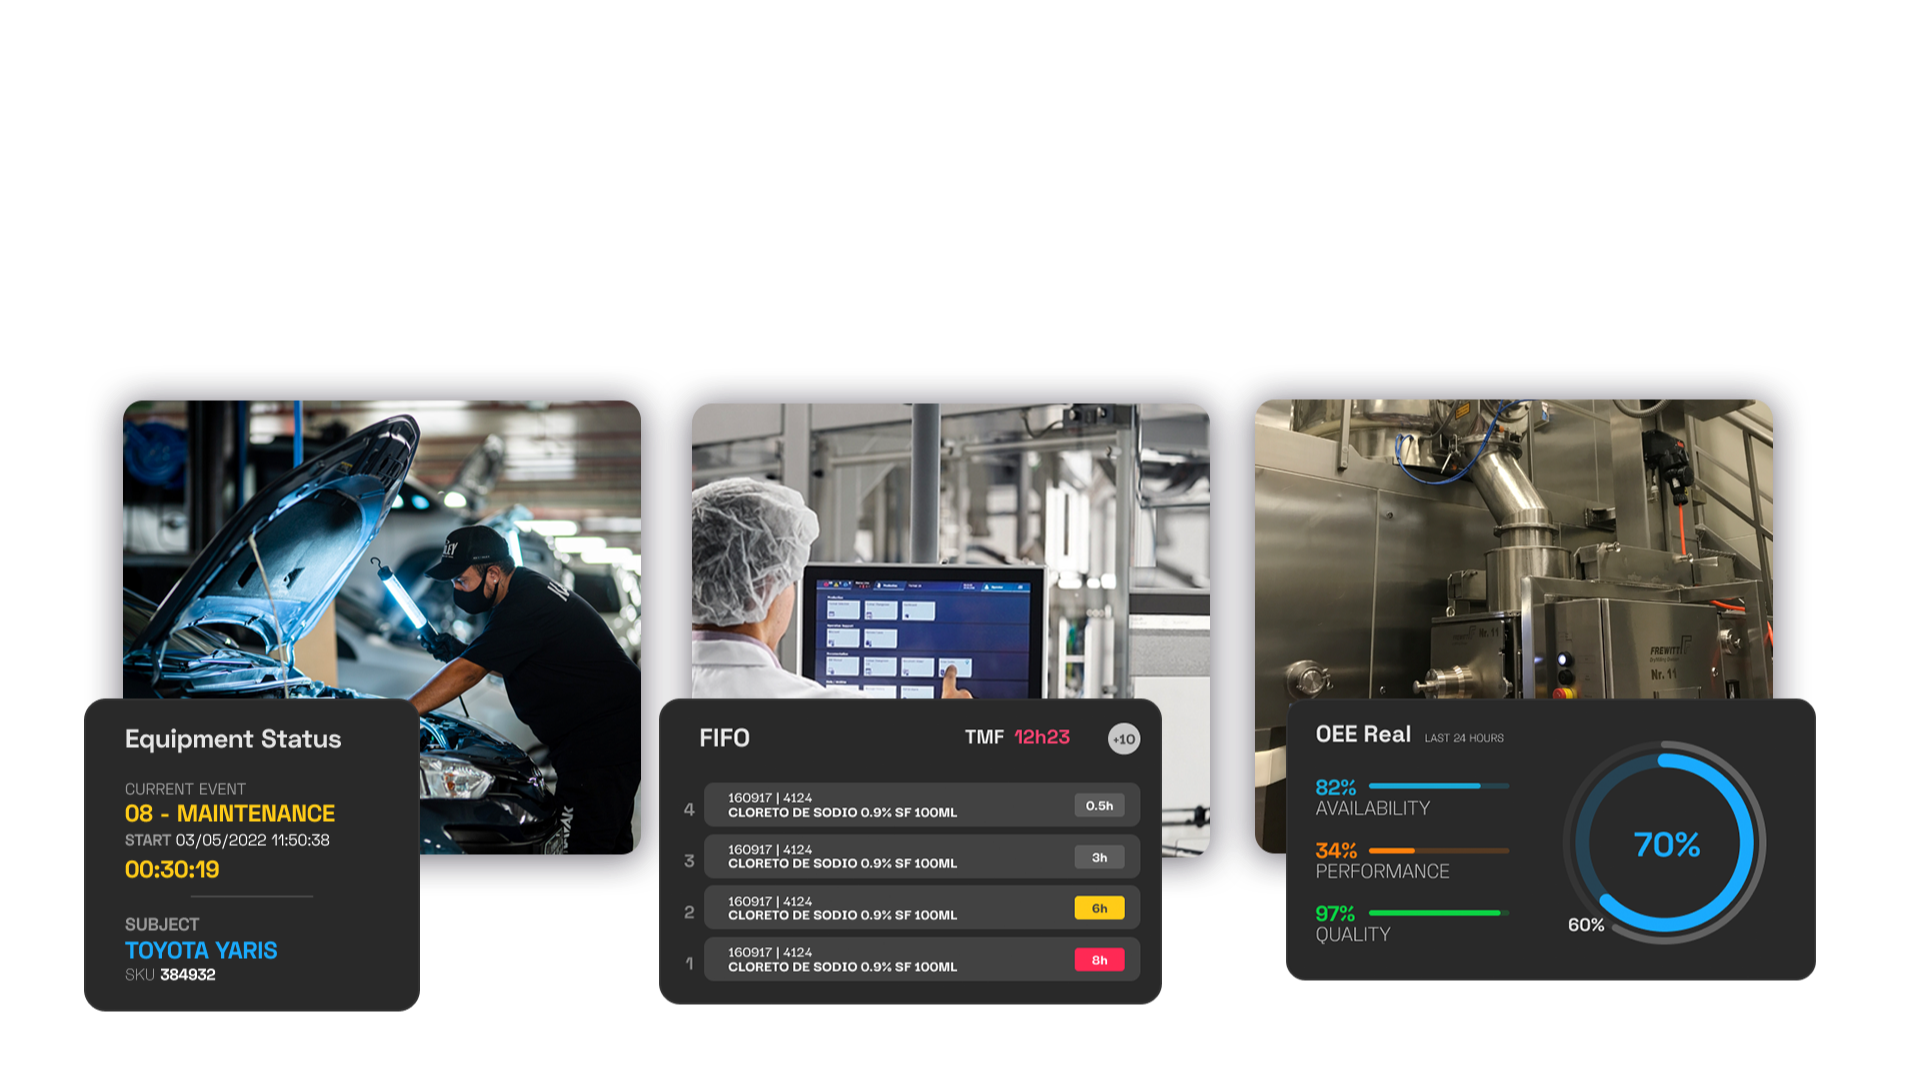 FREWITT
Nr. 11
Nr. 11
Equipment Status
CURRENT EVENT
08 - MAINTENANCE
START 03/05/2022 11:50:38
00:30:19
SUBJECT
TOYOTA YARIS
SKU 384932
FIFO
TMF 12h23
+10
4
160917 | 4124
CLORETO DE SODIO 0.9% SF 100ML
0.5h
3
160917 | 4124
CLORETO DE SODIO 0.9% SF 100ML
3h
2
160917 | 4124
CLORETO DE SODIO 0.9% SF 100ML
6h
1
160917 | 4124
CLORETO DE SODIO 0.9% SF 100ML
8h
OEE Real LAST 24 HOURS
82%
AVAILABILITY
34%
PERFORMANCE
97%
QUALITY
70%
60%